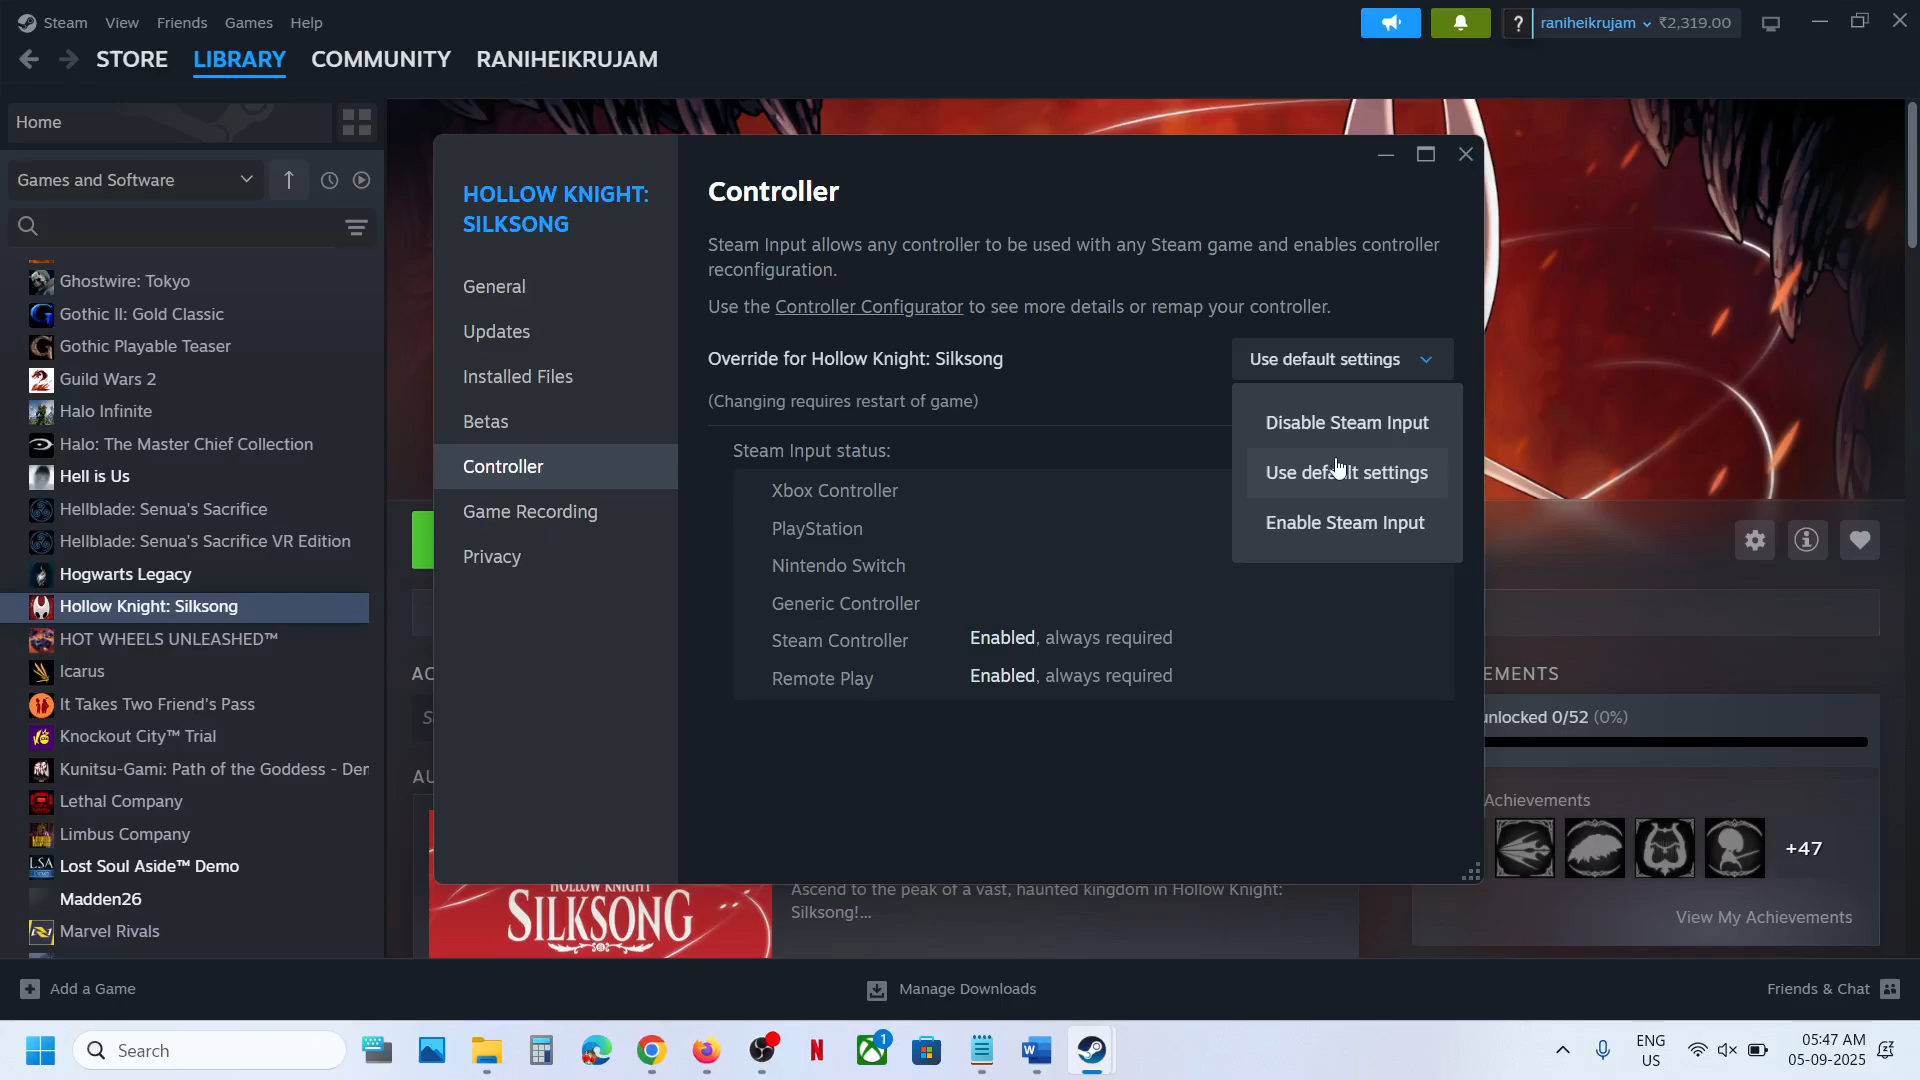 Steam View Friends Games Help
raniheikrujam ₹2,319.00
STORE LIBRARY COMMUNITY RANIHEIKRUJAM
Home
Games and Software
Ghostwire: Tokyo
Gothic II: Gold Classic
Gothic Playable Teaser
Guild Wars 2
Halo Infinite
Halo: The Master Chief Collection
Hell is Us
Hellblade: Senua's Sacrifice
Hellblade: Senua's Sacrifice VR Edition
Hogwarts Legacy
Hollow Knight: Silksong
HOT WHEELS UNLEASHED™
Icarus
It Takes Two Friend's Pass
Knockout City™ Trial
Kunitsu-Gami: Path of the Goddess - Der
Lethal Company
Limbus Company
Lost Soul Aside™ Demo
Madden26
Marvel Rivals
HOLLOW KNIGHT:
SILKSONG
General
Updates
Installed Files
Betas
Controller
Game Recording
Privacy
Controller
Steam Input allows any controller to be used with any Steam game and enables controller
reconfiguration.
Use the Controller Configurator to see more details or remap your controller.
Override for Hollow Knight: Silksong
Use default settings
(Changing requires restart of game)
Disable Steam Input
Use default settings
Enable Steam Input
Steam Input status:
Xbox Controller
PlayStation
Nintendo Switch
Generic Controller
Steam Controller Enabled, always required
Remote Play Enabled, always required
AC
S
AU
EMENTS
unlocked 0/52 (0%)
Achievements
+47
View My Achievements
HOLLOW KNIGHT
SILKSONG
Ascend to the peak of a vast, haunted kingdom in Hollow Knight:
Silksong!...
Add a Game
Manage Downloads
Friends & Chat
Search
1
ENG
US
05:47 AM
05-09-2025